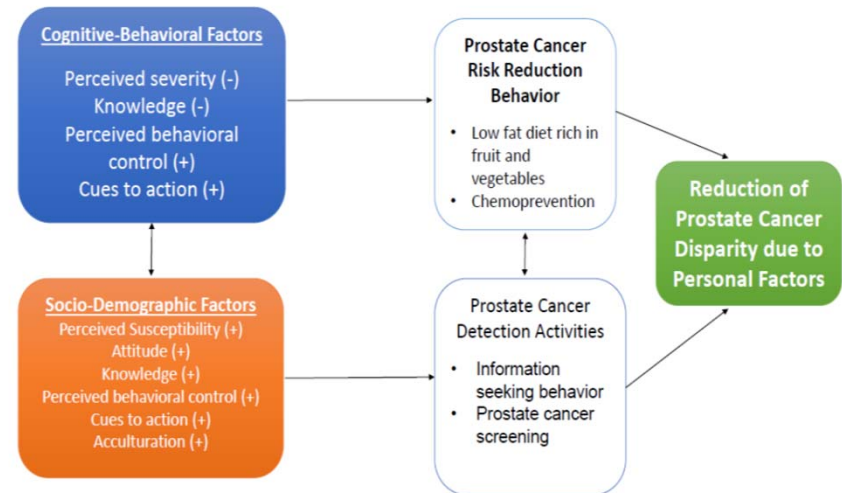 Cognitive-Behavioral Factors
Perceived severity (-)
Knowledge (-)
Perceived behavioral
control (+)
Cues to action (+)
Prostate Cancer
Risk Reduction
Behavior
• Low fat diet rich in
fruit and
vegetables
• Chemoprevention
Reduction of
Prostate Cancer
Disparity due to
Personal Factors
Socio-Demographic Factors
Perceived Susceptibility (+)
Attitude (+)
Knowledge (+)
Perceived behavioral control (+)
Cues to action (+)
Acculturation (+)
Prostate Cancer
Detection Activities
• Information
seeking behavior
• Prostate cancer
screening